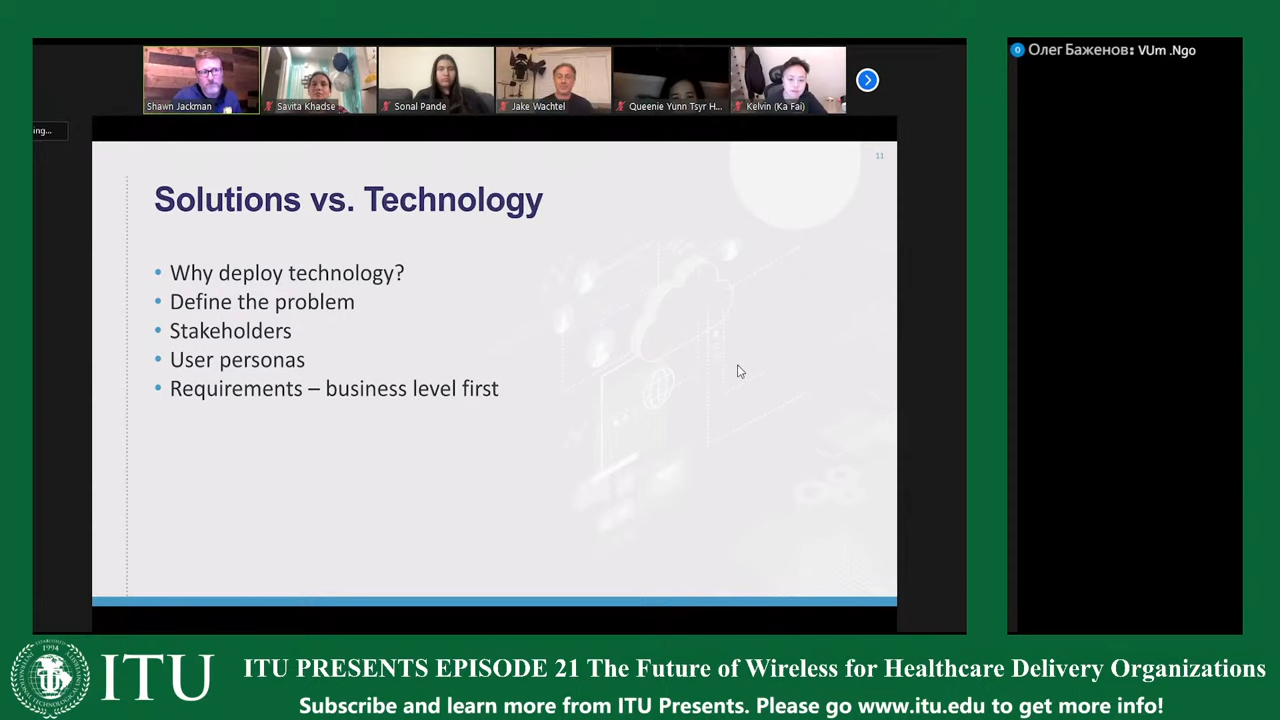 Shawn Jackman
Savita Khadse
Sonal Pande
Jake Wachtel
Queenie Yunn Tsyr H...
Kelvin (Ka Fai)
ing...
11
Solutions vs. Technology
• Why deploy technology?
• Define the problem
• Stakeholders
• User personas
• Requirements – business level first
О Олег Баженов: VUm .Ngo
1994
ITU
ITU PRESENTS EPISODE 21 The Future of Wireless for Healthcare Delivery Organizations
Subscribe and learn more from ITU Presents. Please go www.itu.edu to get more info!